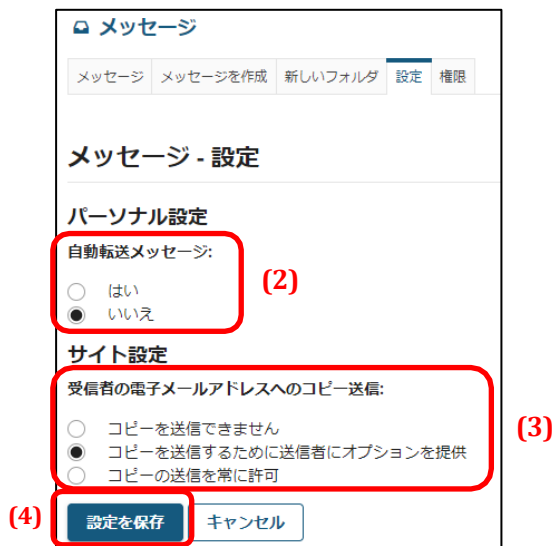 メッセージ
メッセージ メッセージを作成 新しいフォルダ 設定 権限
メッセージ - 設定
パーソナル設定
自動転送メッセージ:
はい
(2)
いいえ
サイト設定
受信者の電子メールアドレスへのコピー送信:
コピーを送信できません
(3)
コピーを送信するために送信者にオプションを提供
コピーの送信を常に許可
(4) 設定を保存 キャンセル